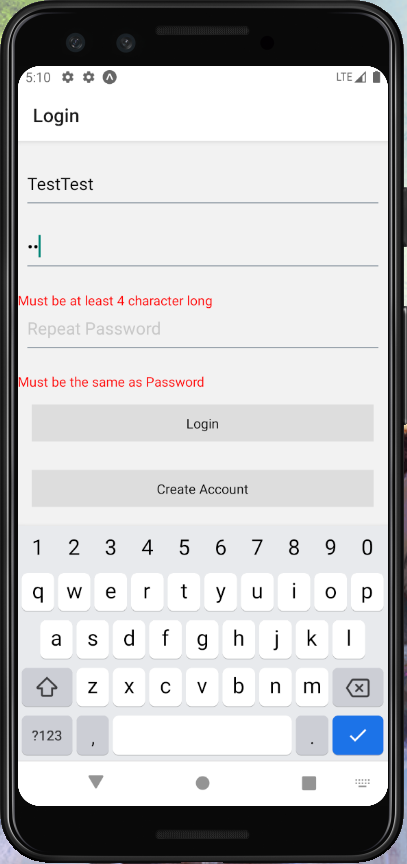 5:10 LTE
Login
TestTest
••
Must be at least 4 character long
Repeat Password
Must be the same as Password
Login
Create Account
1 2 3 4 5 6 7 8 9 0
q w e r t y u i o p
a s d f g h j k l
z x c v b n m
?123 , .